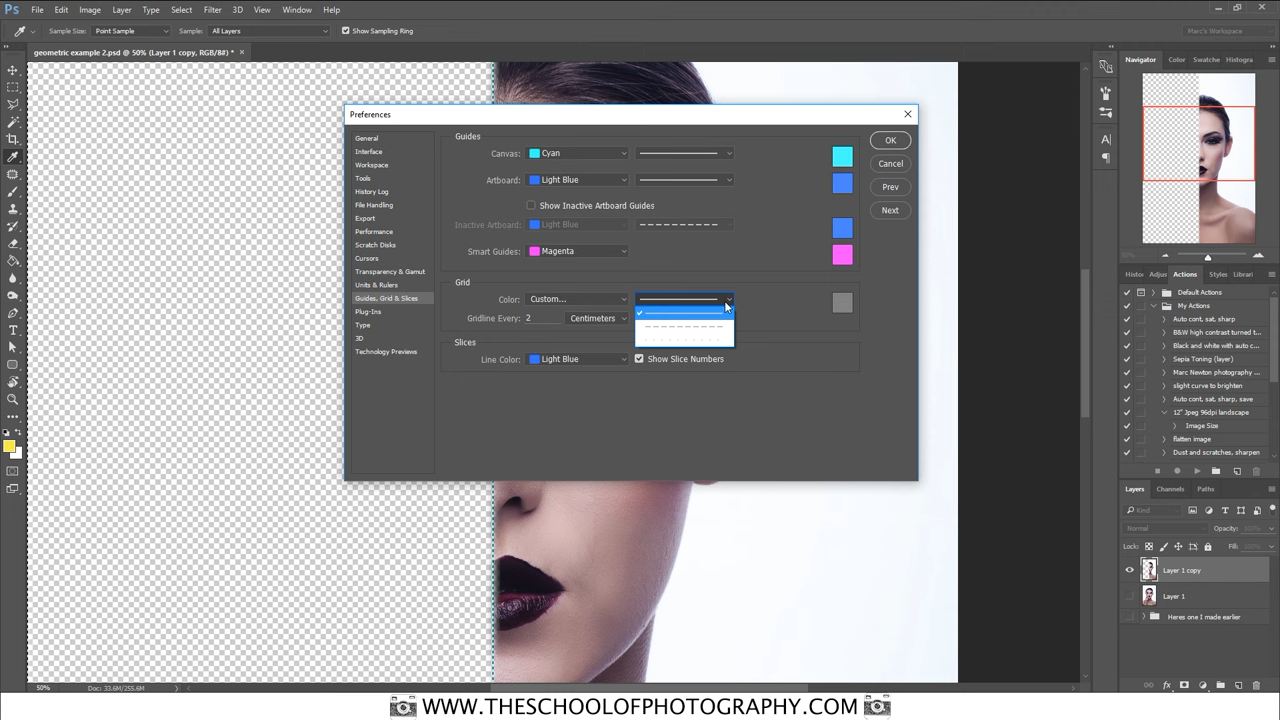 Ps File Edit Image Layer Type Select Filter 3D View Window Help
Sample Size: Point Sample Sample: All Layers Show Sampling Ring Marc's Workspace
geometric example 2.psd @ 50% (Layer 1 copy, RGB/8#) * ×
Navigator Color Swatche Histogra
Preferences
General
Interface
Workspace
Tools
History Log
File Handling
Export
Performance
Scratch Disks
Cursors
Transparency & Gamut
Units & Rulers
Guides, Grid & Slices
Plug-Ins
Type
3D
Technology Previews
Guides
Canvas: Cyan
Artboard: Light Blue
Show Inactive Artboard Guides
Inactive Artboard: Light Blue
Smart Guides: Magenta
Grid
Color: Custom...
Gridline Every: 2 Centimeters
Slices
Line Color: Light Blue Show Slice Numbers
OK
Cancel
Prev
Next
Histo Adjus Actions Styles Librari
Default Actions
My Actions
Auto cont, sat, sharp
B&W high contrast turned t...
Black and white with auto c...
Sepia Toning (layer)
Marc Newton photography ...
slight curve to brighten
Auto cont, sat, sharp, save
12" Jpeg 96dpi landscape
Image Size
flatten image
Dust and scratches, sharpen
Layers Channels Paths
Kind
Normal Opacity:
Lock: Fill:
Layer 1 copy
Layer 1
Heres one I made earlier
50% Doc: 33.6M/255.6M
WWW.THESCHOOLOFPHOTOGRAPHY.COM